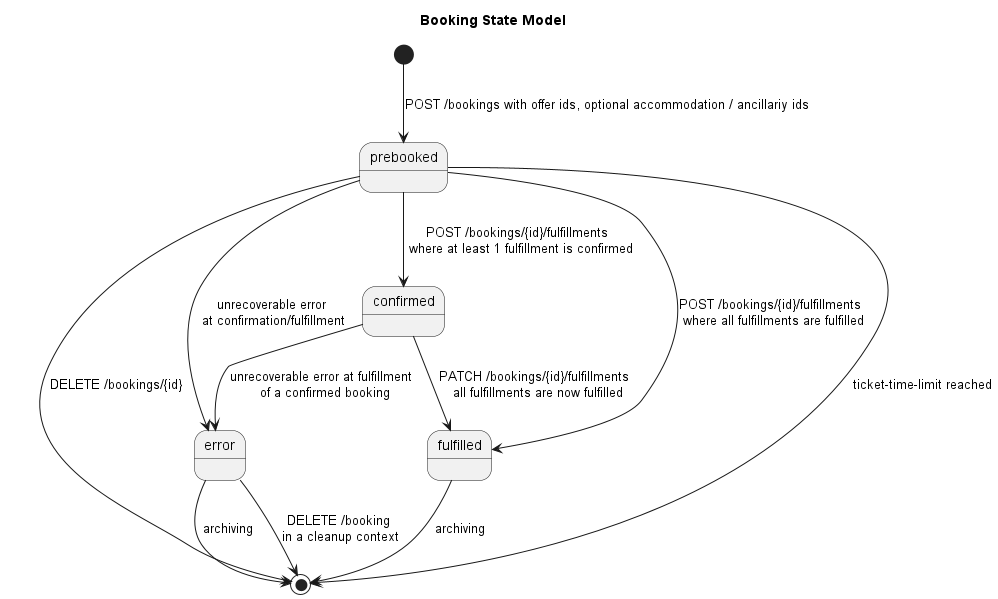 Booking State Model
POST /bookings with offer ids, optional accommodation / ancillariy ids
prebooked
POST /bookings/{id}/fulfillments
where at least 1 fulfillment is confirmed
confirmed
unrecoverable error
at confirmation/fulfillment
POST /bookings/{id}/fulfillments
where all fulfillments are fulfilled
DELETE /bookings/{id}
unrecoverable error at fulfillment
of a confirmed booking
PATCH /bookings/{id}/fulfillments
all fulfillments are now fulfilled
ticket-time-limit reached
error
fulfilled
archiving
DELETE /booking
in a cleanup context
archiving